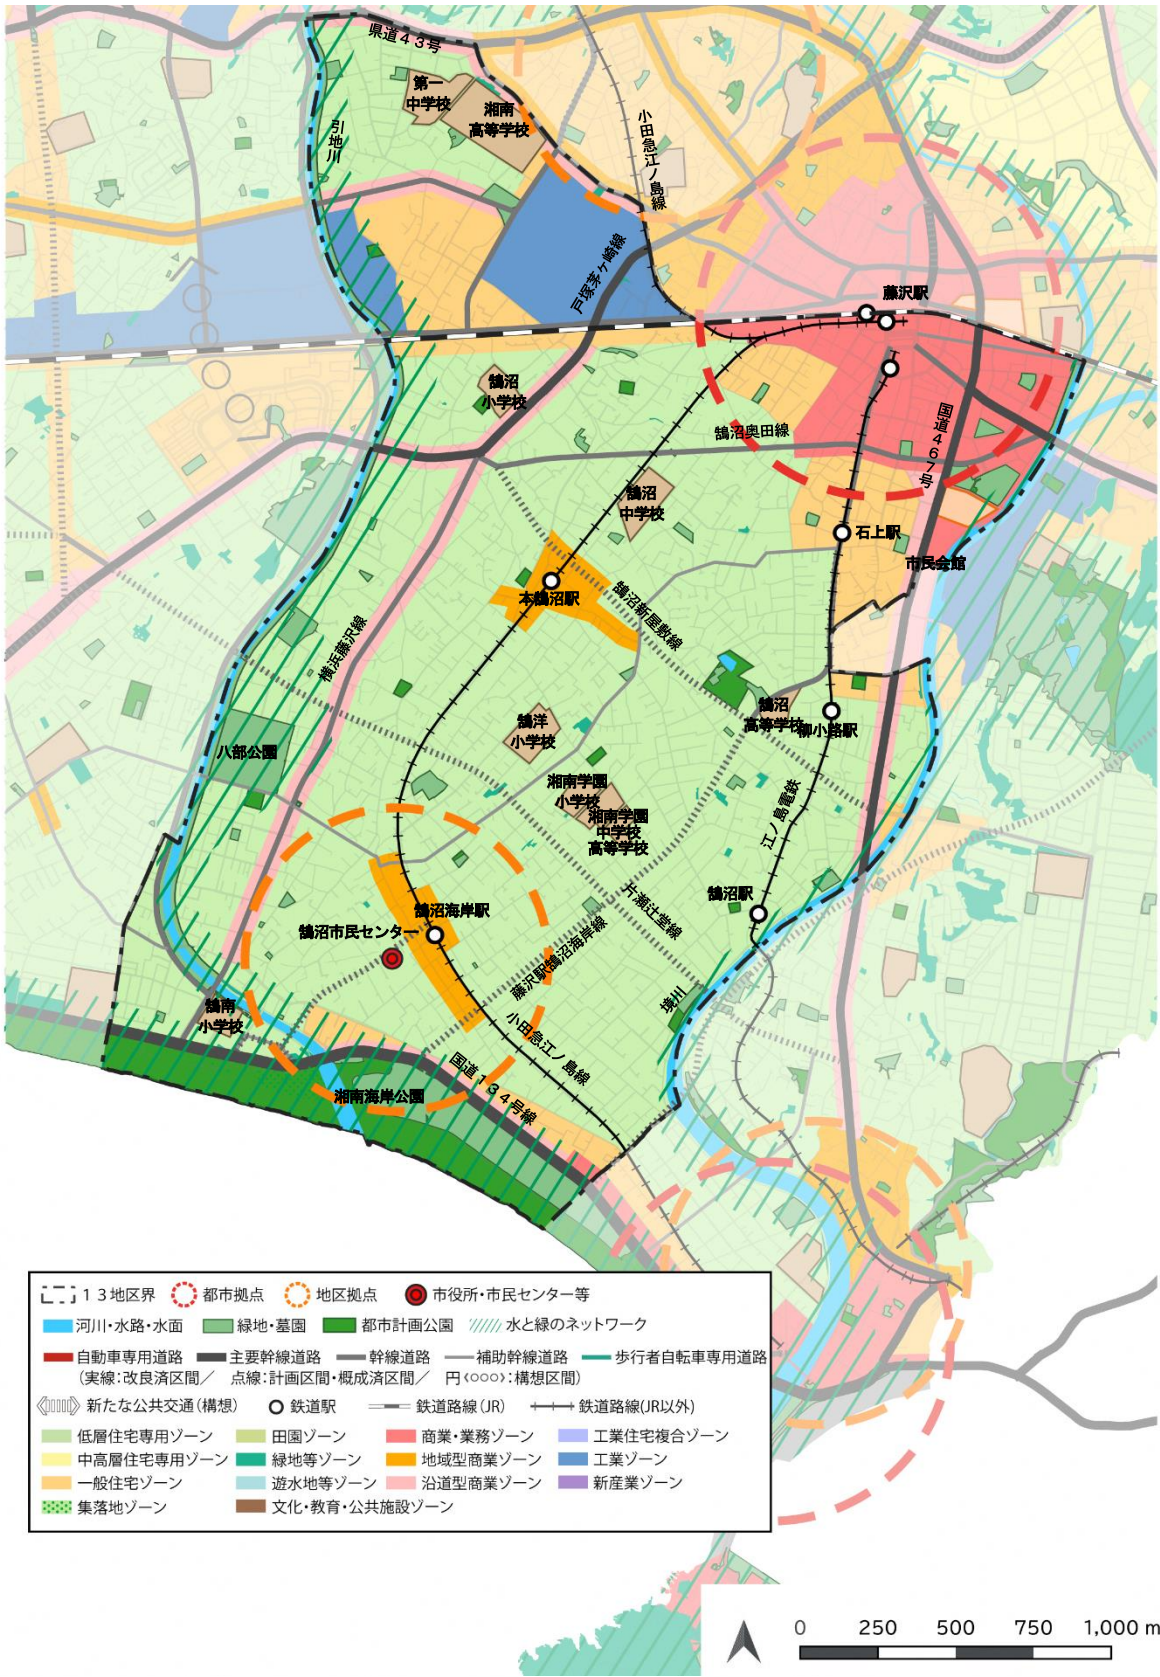 県道43号
第一
中学校
湘南
高等学校
引地川
小田急江ノ島線
戸塚茅ケ崎線
藤沢駅
鵠沼
小学校
鵠沼奥田線
国道467号
鵠沼
中学校
石上駅
市民会館
本鵠沼駅
鵠沼新屋敷線
横浜藤沢線
鵠沼
高等学校
柳小路駅
鵠洋
小学校
八部公園
湘南学園
小学校
湘南学園
中学校
高等学校
江ノ島電鉄
鵠沼駅
片瀬辻堂線
鵠沼海岸駅
鵠沼市民センター
藤沢駅鵠沼海岸線
境川
鵠南
小学校
小田急江ノ島線
国道134号線
湘南海岸公園
13地区界 都市拠点 地区拠点 市役所・市民センター等
河川・水路・水面 緑地・墓園 都市計画公園 水と緑のネットワーク
自動車専用道路 主要幹線道路 幹線道路 補助幹線道路 歩行者自転車専用道路
(実線:改良済区間/ 点線:計画区間・概成済区間/ 円(○○○):構想区間)
新たな公共交通(構想) 鉄道駅 鉄道路線(JR) 鉄道路線(JR以外)
低層住宅専用ゾーン 田園ゾーン 商業・業務ゾーン 工業住宅複合ゾーン
中高層住宅専用ゾーン 緑地等ゾーン 地域型商業ゾーン 工業ゾーン
一般住宅ゾーン 遊水地等ゾーン 沿道型商業ゾーン 新産業ゾーン
集落地ゾーン 文化・教育・公共施設ゾーン
0 250 500 750 1,000 m